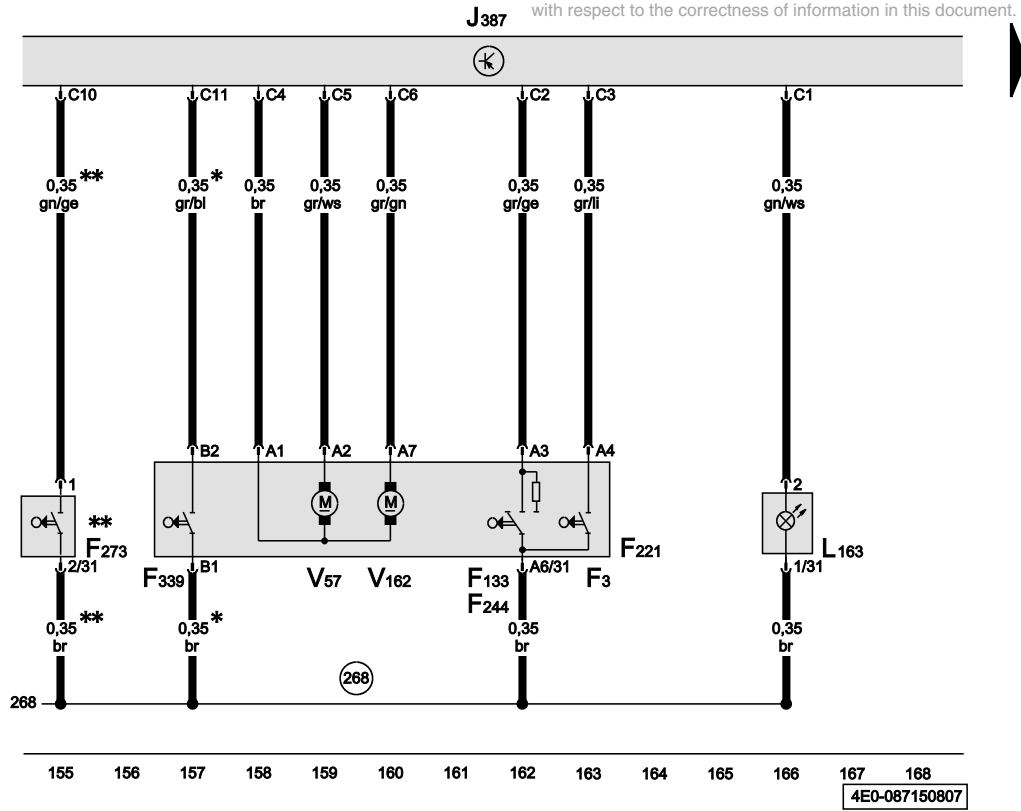 with respect to the correctness of information in this document.
J387
C10 C11 C4 C5 C6 C2 C3 C1
0,35 ** 0,35 * 0,35 0,35 0,35 0,35 0,35 0,35
gn/ge gr/bl br gr/ws gr/gn gr/ge gr/li gn/ws
B2 A1 A2 A7 A3 A4
1 2
M M
**
F273 F221 L163
2/31 B1 A6/31 1/31
F339 V57 V162 F133 F3
F244
0,35 ** 0,35 * 0,35 0,35
br br br br
268
268
155 156 157 158 159 160 161 162 163 164 165 166 167 168
4E0-087150807